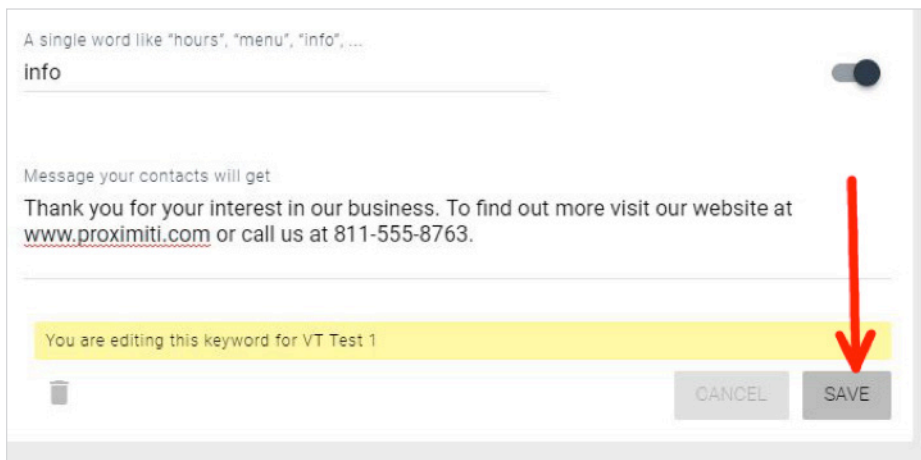 A single word like "hours", "menu", "info", ...
info
Message your contacts will get
Thank you for your interest in our business. To find out more visit our website at
www.proximiti.com or call us at 811-555-8763.
You are editing this keyword for VT Test 1
CANCEL SAVE